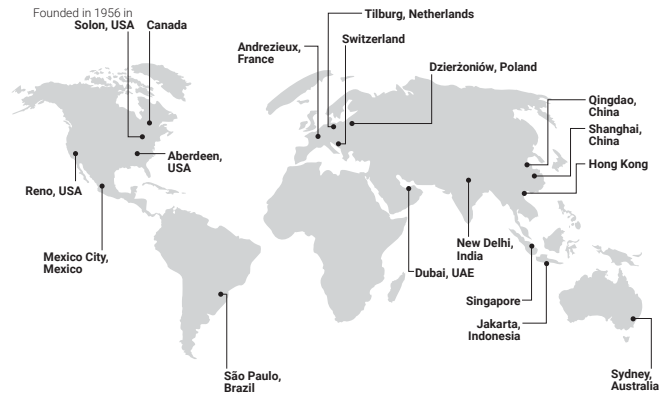 Founded in 1956 in
Solon, USA
Canada
Tilburg, Netherlands
Andrezieux,
France
Switzerland
Dzierżoniów, Poland
Qingdao,
China
Shanghai,
China
Hong Kong
Aberdeen,
USA
Reno, USA
Mexico City,
Mexico
New Delhi,
India
Dubai, UAE
Singapore
Jakarta,
Indonesia
São Paulo,
Brazil
Sydney,
Australia